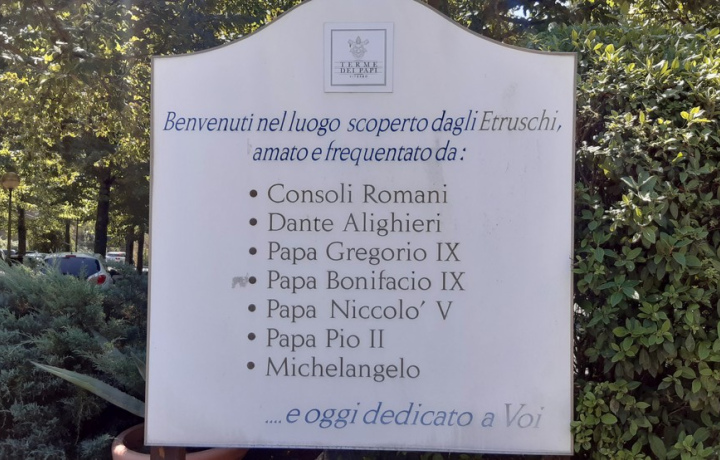 TERME
DEI PAPI
Benvenuti nel luogo scoperto dagli Etruschi,
amato e frequentato da:
• Consoli Romani
• Dante Alighieri
• Papa Gregorio IX
• Papa Bonifacio IX
• Papa Niccolo' V
• Papa Pio II
• Michelangelo
....e oggi dedicato a Voi